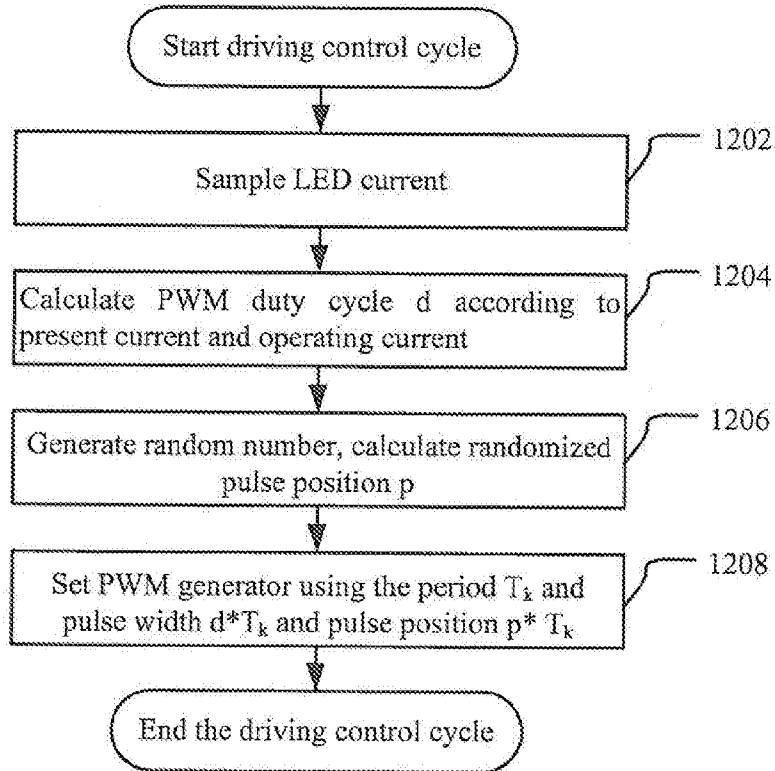 Start driving control cycle
1202
Sample LED current
1204
Calculate PWM duty cycle d according to
present current and operating current
1206
Generate random number, calculate randomized
pulse position p
1208
Set PWM generator using the period Tk and
pulse width d*Tk and pulse position p* Tk
End the driving control cycle